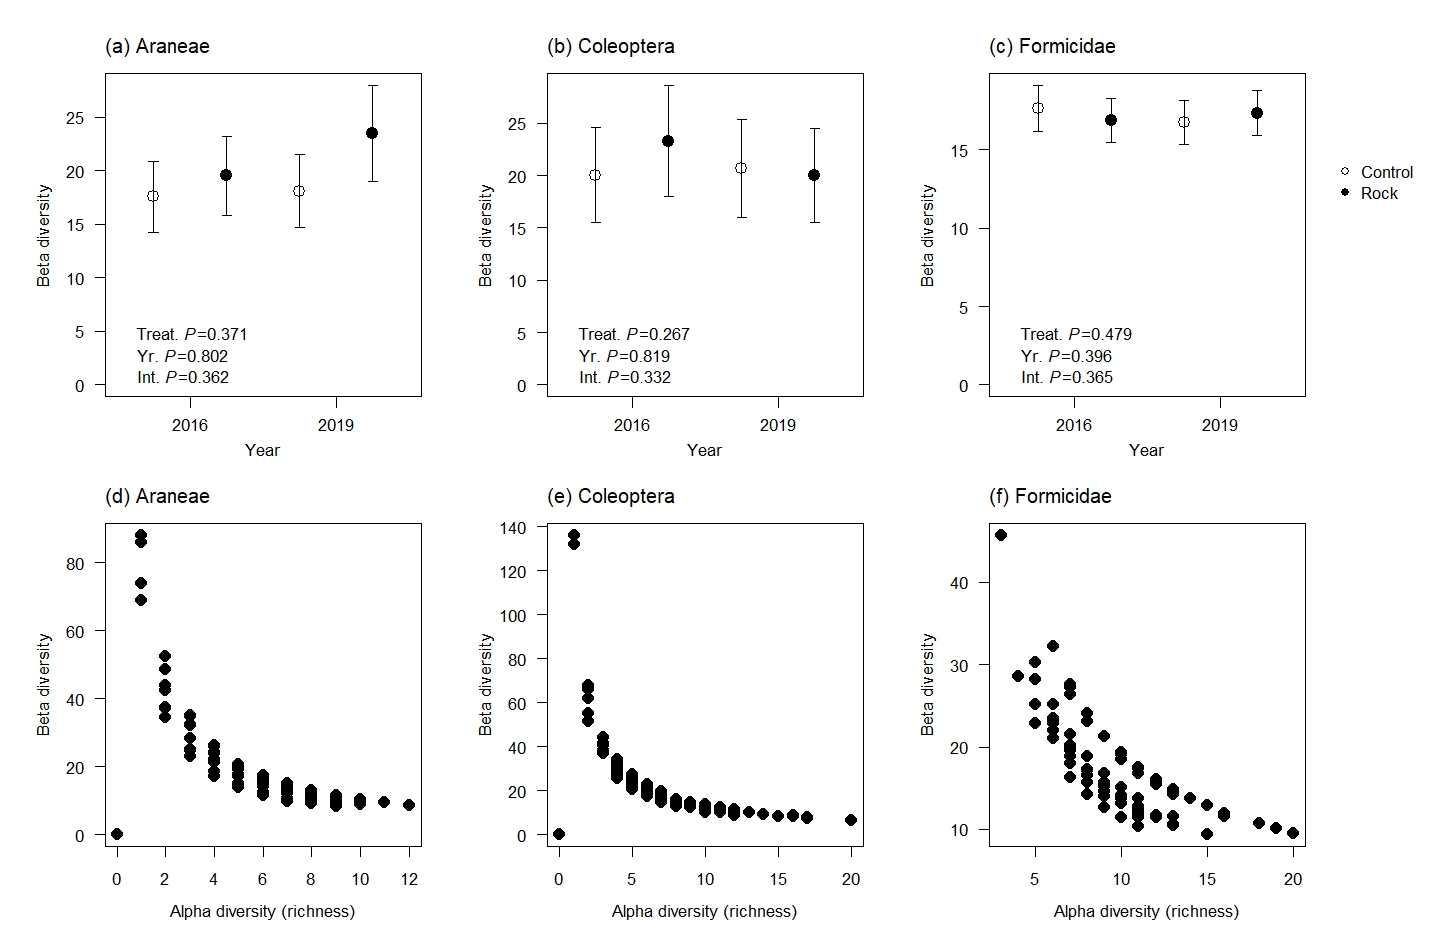 (a) Araneae
Beta diversity
25
20
15
10
5
0
Treat. P=0.371
Yr. P=0.802
Int. P=0.362
2016 2019
Year
(b) Coleoptera
Beta diversity
25
20
15
10
5
0
Treat. P=0.267
Yr. P=0.819
Int. P=0.332
2016 2019
Year
(c) Formicidae
Beta diversity
15
10
5
0
Treat. P=0.479
Yr. P=0.396
Int. P=0.365
2016 2019
Year
Control
Rock
(d) Araneae
Beta diversity
80
60
40
20
0
0 2 4 6 8 10 12
Alpha diversity (richness)
(e) Coleoptera
Beta diversity
140
120
100
80
60
40
20
0
0 5 10 15 20
Alpha diversity (richness)
(f) Formicidae
Beta diversity
40
30
20
10
5 10 15 20
Alpha diversity (richness)